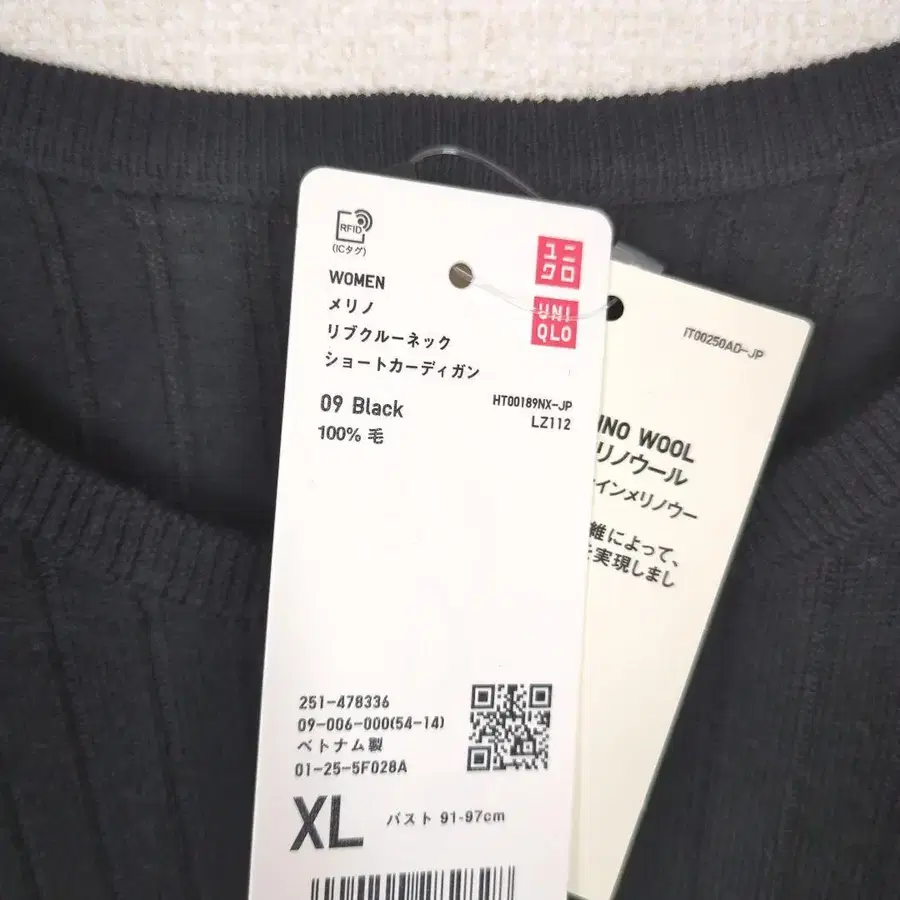 RFID
(ICタグ)
ユニ
クロ
UNI
QLO
WOMEN
メリノ
リブクルーネック
ショートカーディガン
09 Black
100% 毛
HT00189NX-JP
LZ112
251-478336
09-006-000(54-14)
ベトナム製
01-25-5F028A
XL
バスト 91-97cm
IT00250AD-JP
WOOL
リノウール
インメリノウー
維によって、
実現しまし